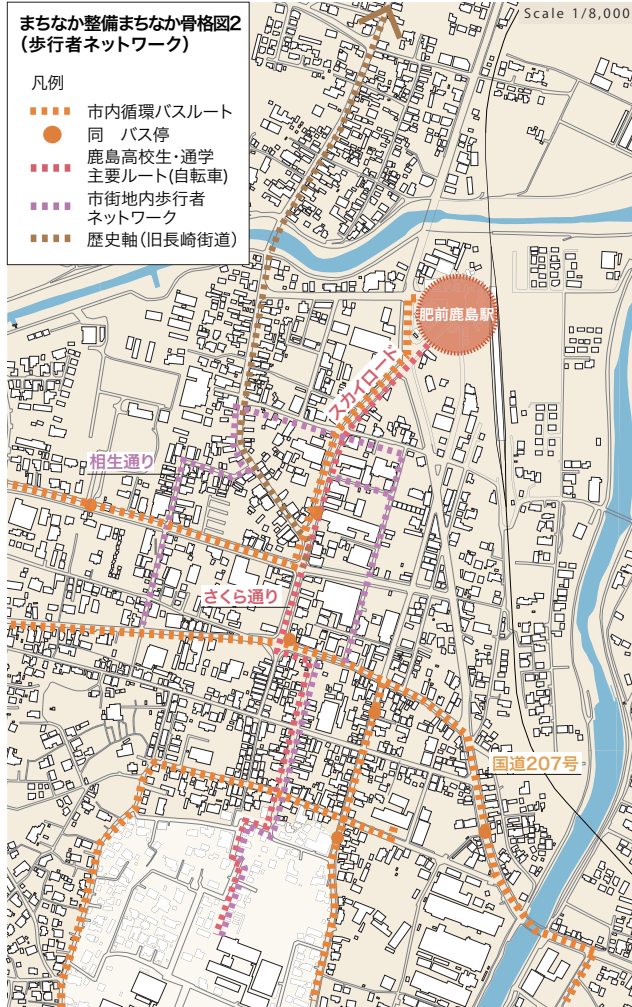 まちなか整備まちなか骨格図2
(歩行者ネットワーク)
Scale 1/8,000
凡例
市内循環バスルート
同　バス停
鹿島高校生・通学
主要ルート(自転車)
市街地内歩行者
ネットワーク
歴史軸(旧長崎街道)
肥前鹿島駅
スカイロード
相生通り
さくら通り
国道207号